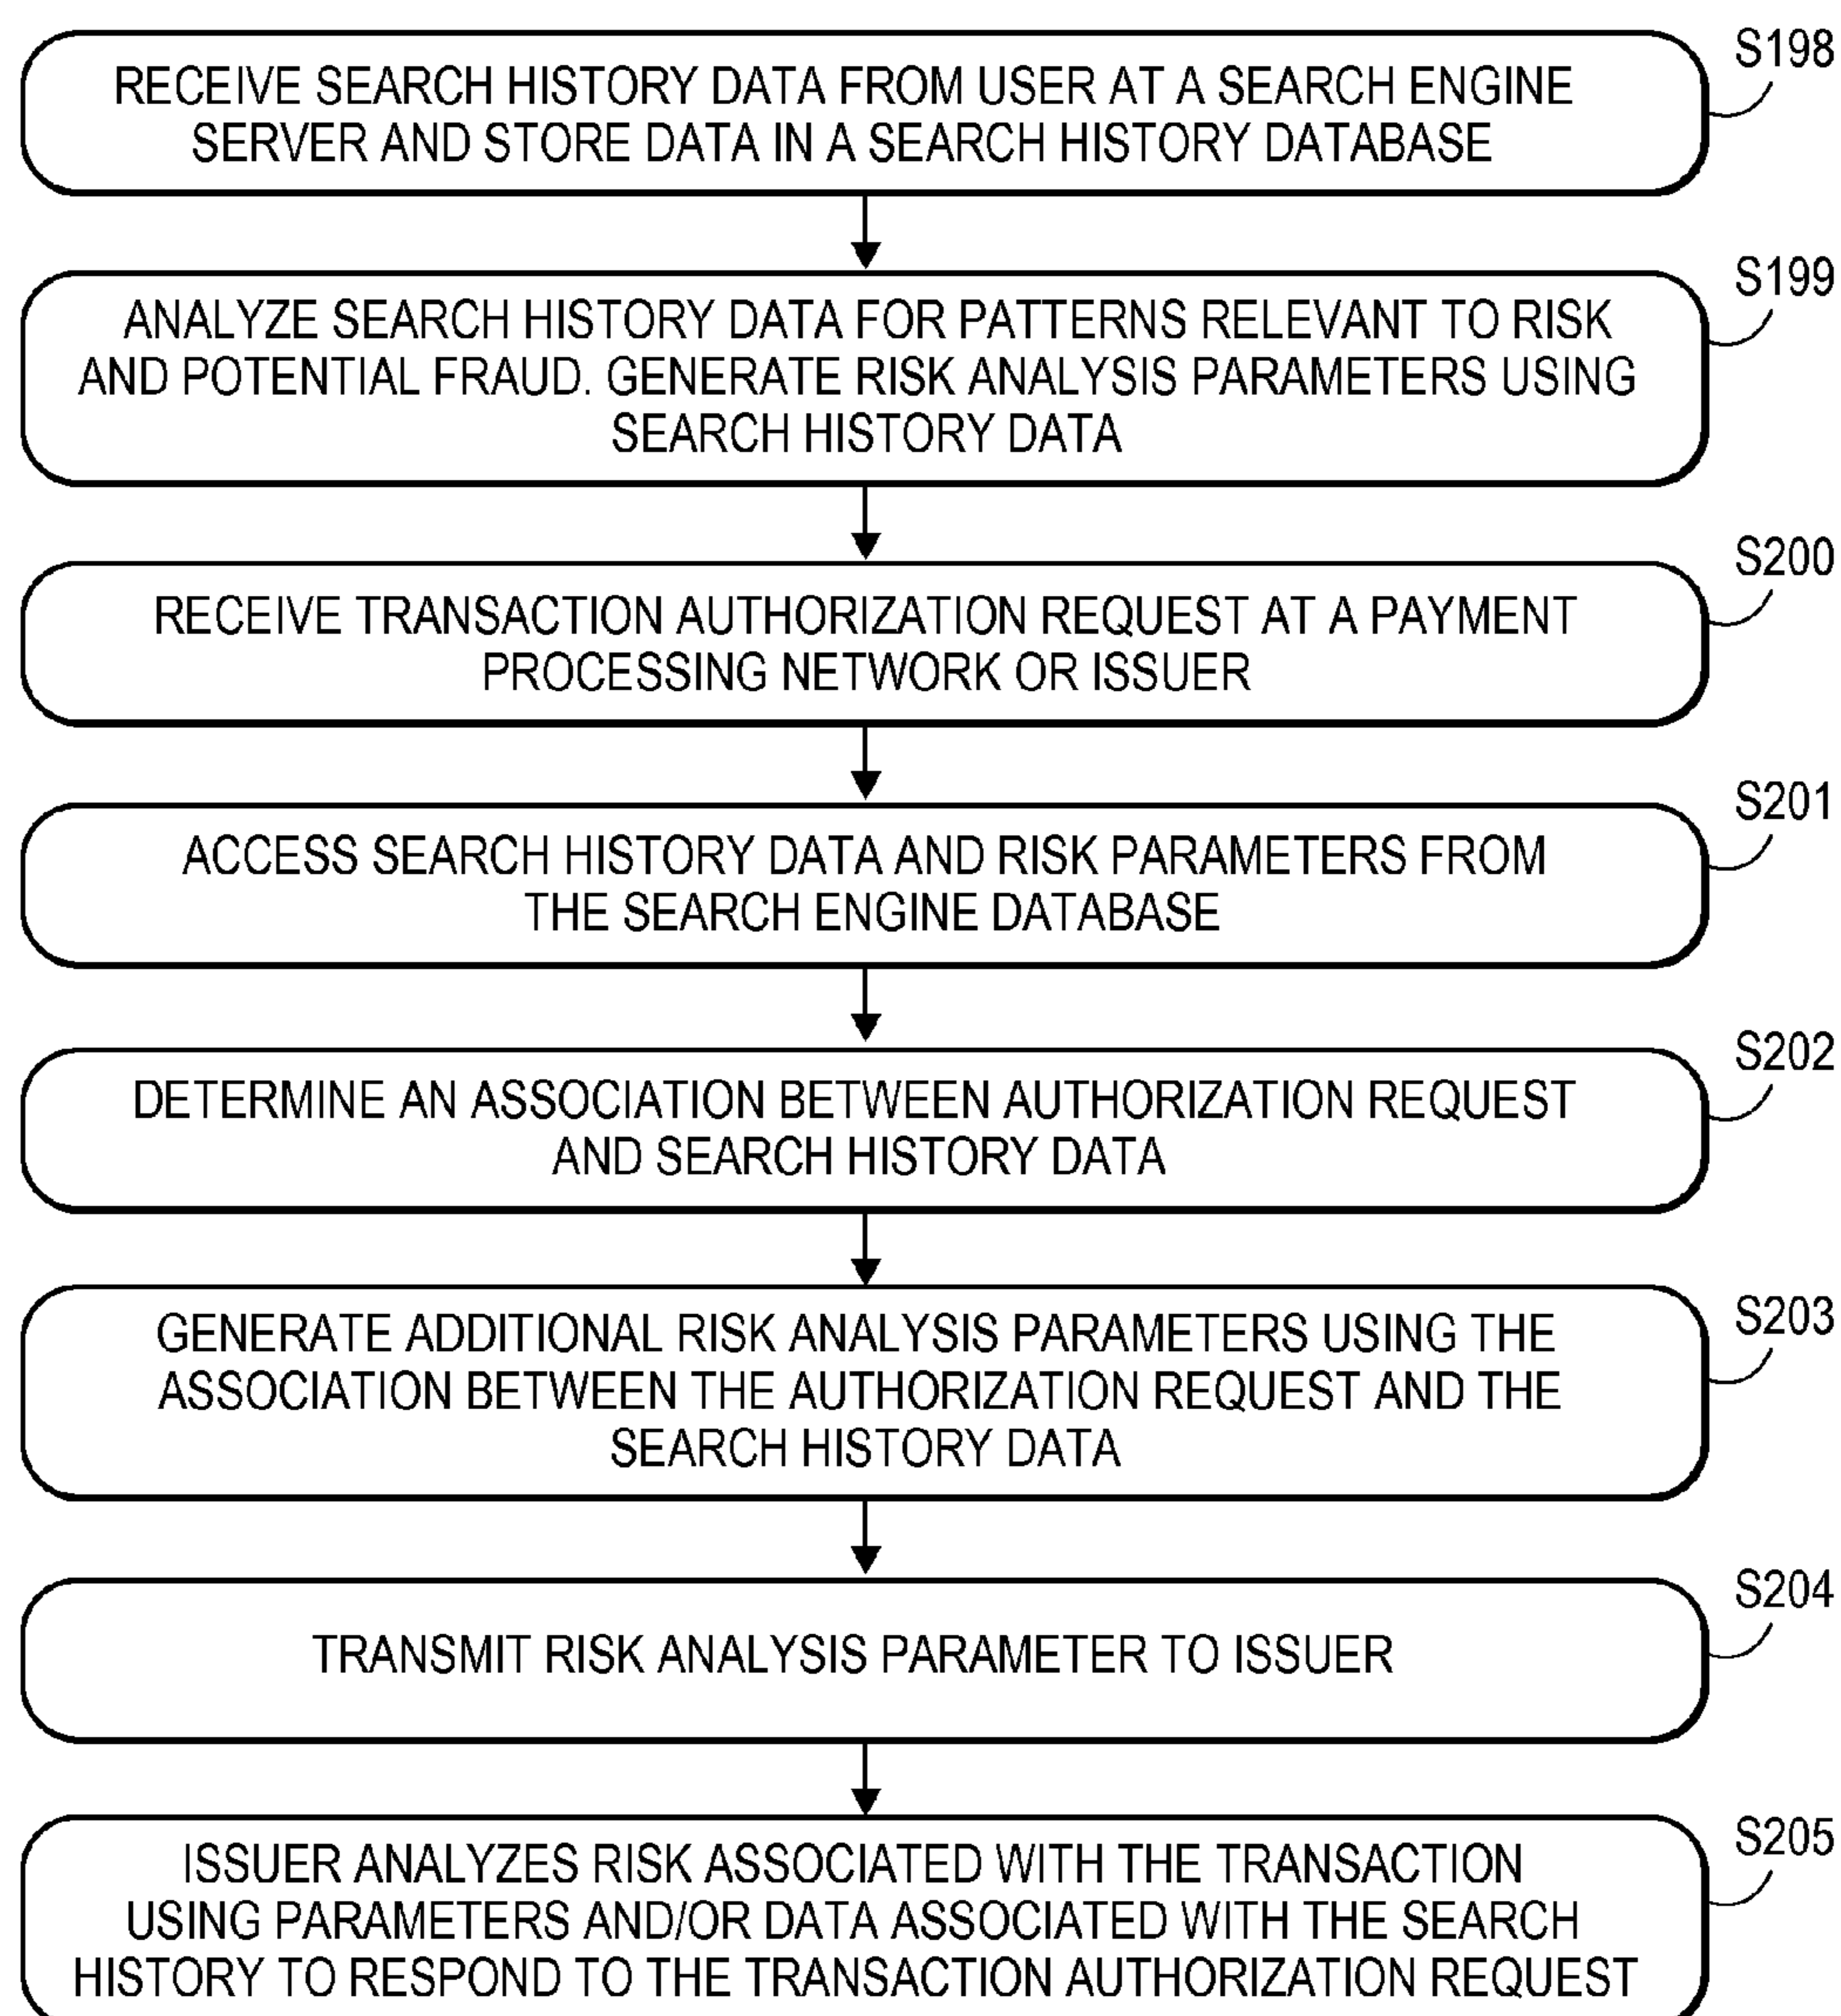 S198
RECEIVE SEARCH HISTORY DATA FROM USER AT A SEARCH ENGINE
SERVER AND STORE DATA IN A SEARCH HISTORY DATABASE
S199
ANALYZE SEARCH HISTORY DATA FOR PATTERNS RELEVANT TO RISK
AND POTENTIAL FRAUD. GENERATE RISK ANALYSIS PARAMETERS USING
SEARCH HISTORY DATA
S200
RECEIVE TRANSACTION AUTHORIZATION REQUEST AT A PAYMENT
PROCESSING NETWORK OR ISSUER
S201
ACCESS SEARCH HISTORY DATA AND RISK PARAMETERS FROM
THE SEARCH ENGINE DATABASE
S202
DETERMINE AN ASSOCIATION BETWEEN AUTHORIZATION REQUEST
AND SEARCH HISTORY DATA
S203
GENERATE ADDITIONAL RISK ANALYSIS PARAMETERS USING THE
ASSOCIATION BETWEEN THE AUTHORIZATION REQUEST AND THE
SEARCH HISTORY DATA
S204
TRANSMIT RISK ANALYSIS PARAMETER TO ISSUER
S205
ISSUER ANALYZES RISK ASSOCIATED WITH THE TRANSACTION
USING PARAMETERS AND/OR DATA ASSOCIATED WITH THE SEARCH
HISTORY TO RESPOND TO THE TRANSACTION AUTHORIZATION REQUEST